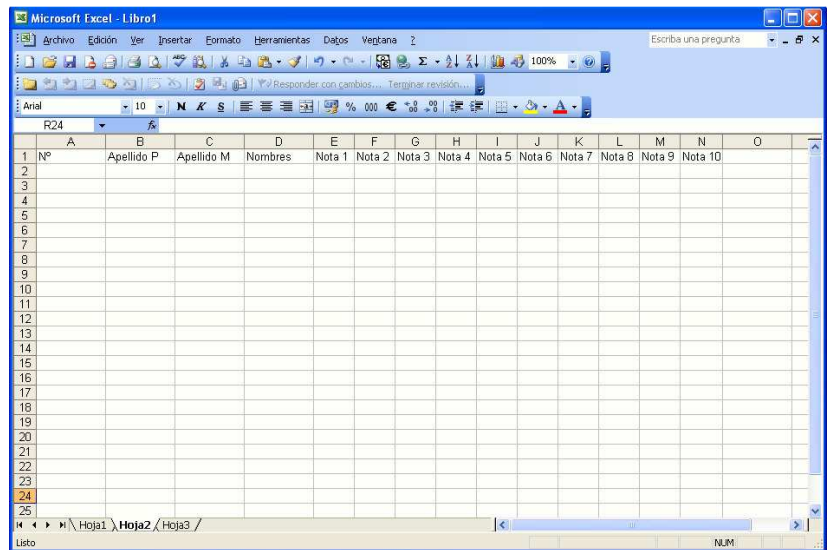 Microsoft Excel - Libro1
Archivo Edición Ver Insertar Formato Herramientas Datos Ventana ? Escriba una pregunta
Σ 100%
Responder con cambios... Terminar revisión...
Arial 10 N K S % 000 €
R24 fx
A B C D E F G H I J K L M N O
1 Nº Apellido P Apellido M Nombres Nota 1 Nota 2 Nota 3 Nota 4 Nota 5 Nota 6 Nota 7 Nota 8 Nota 9 Nota 10
2
3
4
5
6
7
8
9
10
11
12
13
14
15
16
17
18
19
20
21
22
23
24
25
Hoja1 Hoja2 Hoja3
Listo NUM